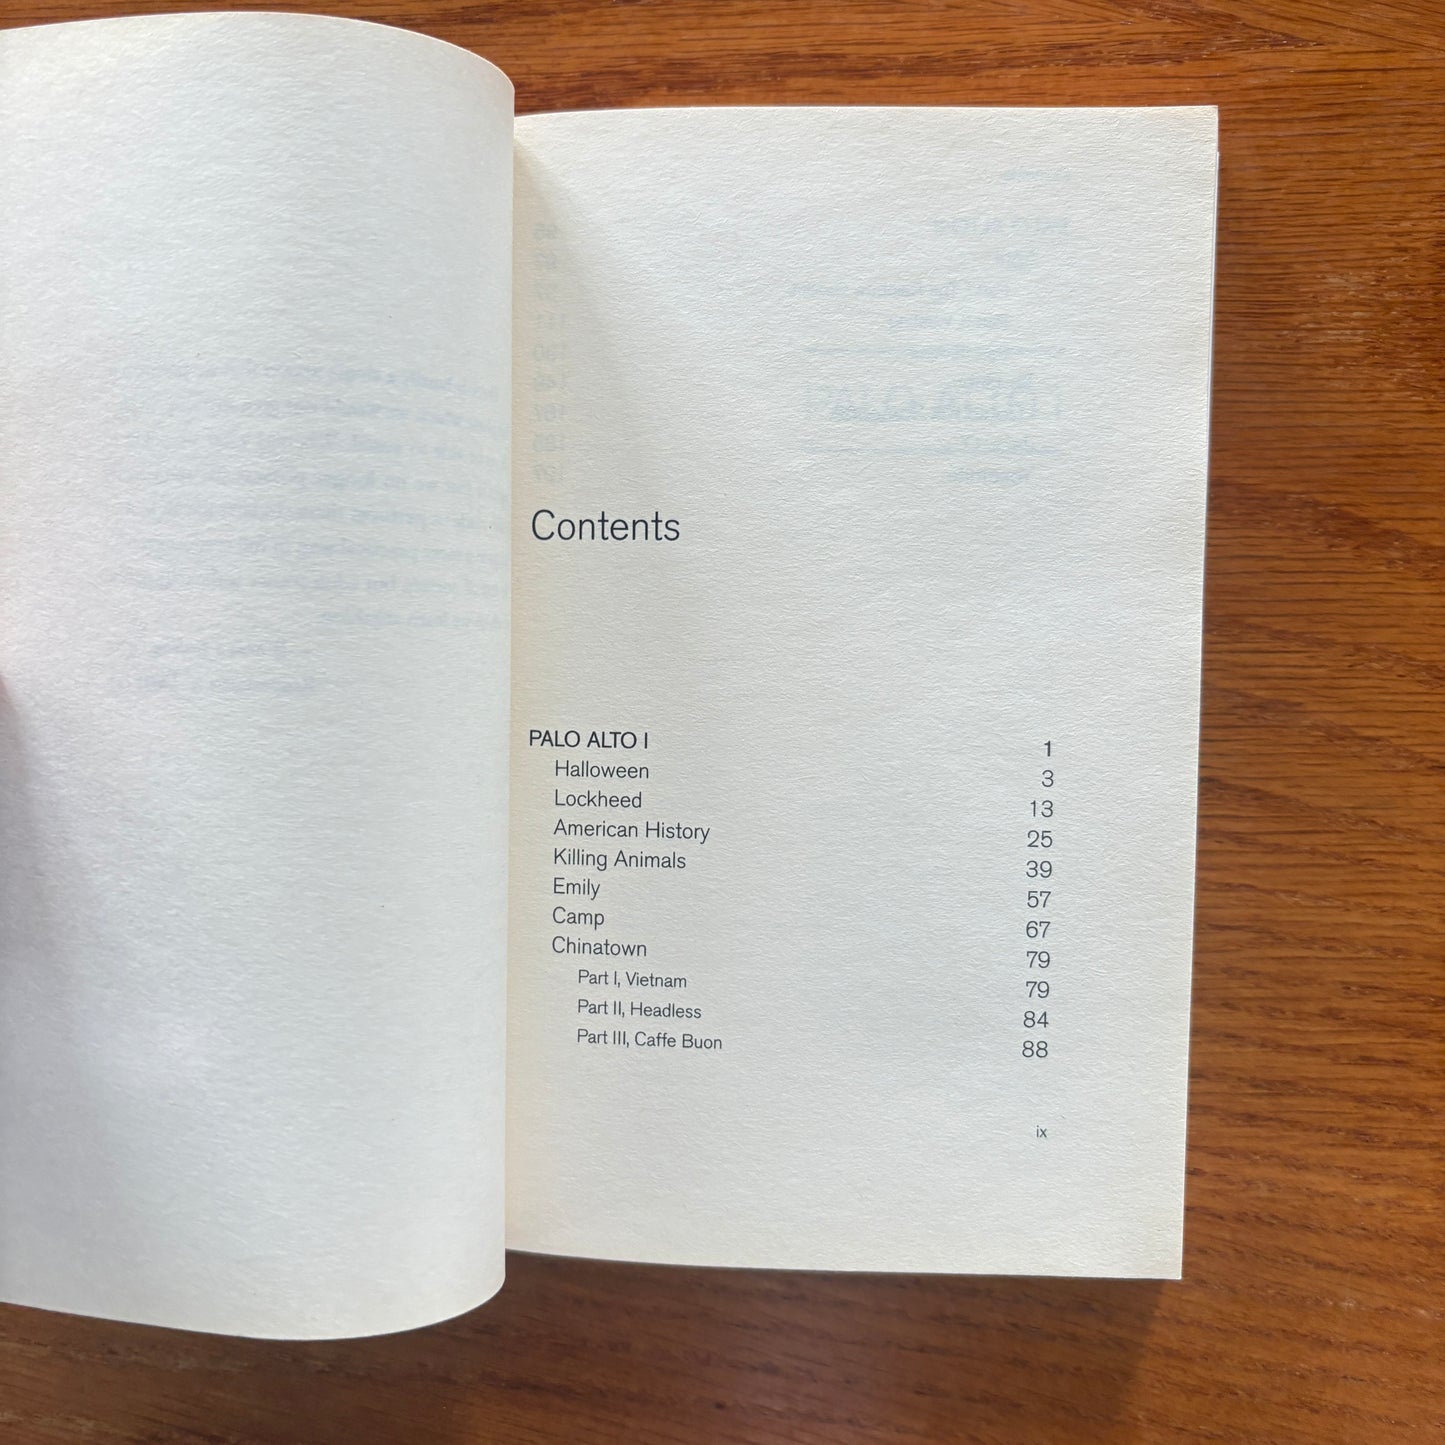 Contents
PALO ALTO I 1
Halloween 3
Lockheed 13
American History 25
Killing Animals 39
Emily 57
Camp 67
Chinatown 79
Part I, Vietnam 79
Part II, Headless 84
Part III, Caffe Buon 88
ix